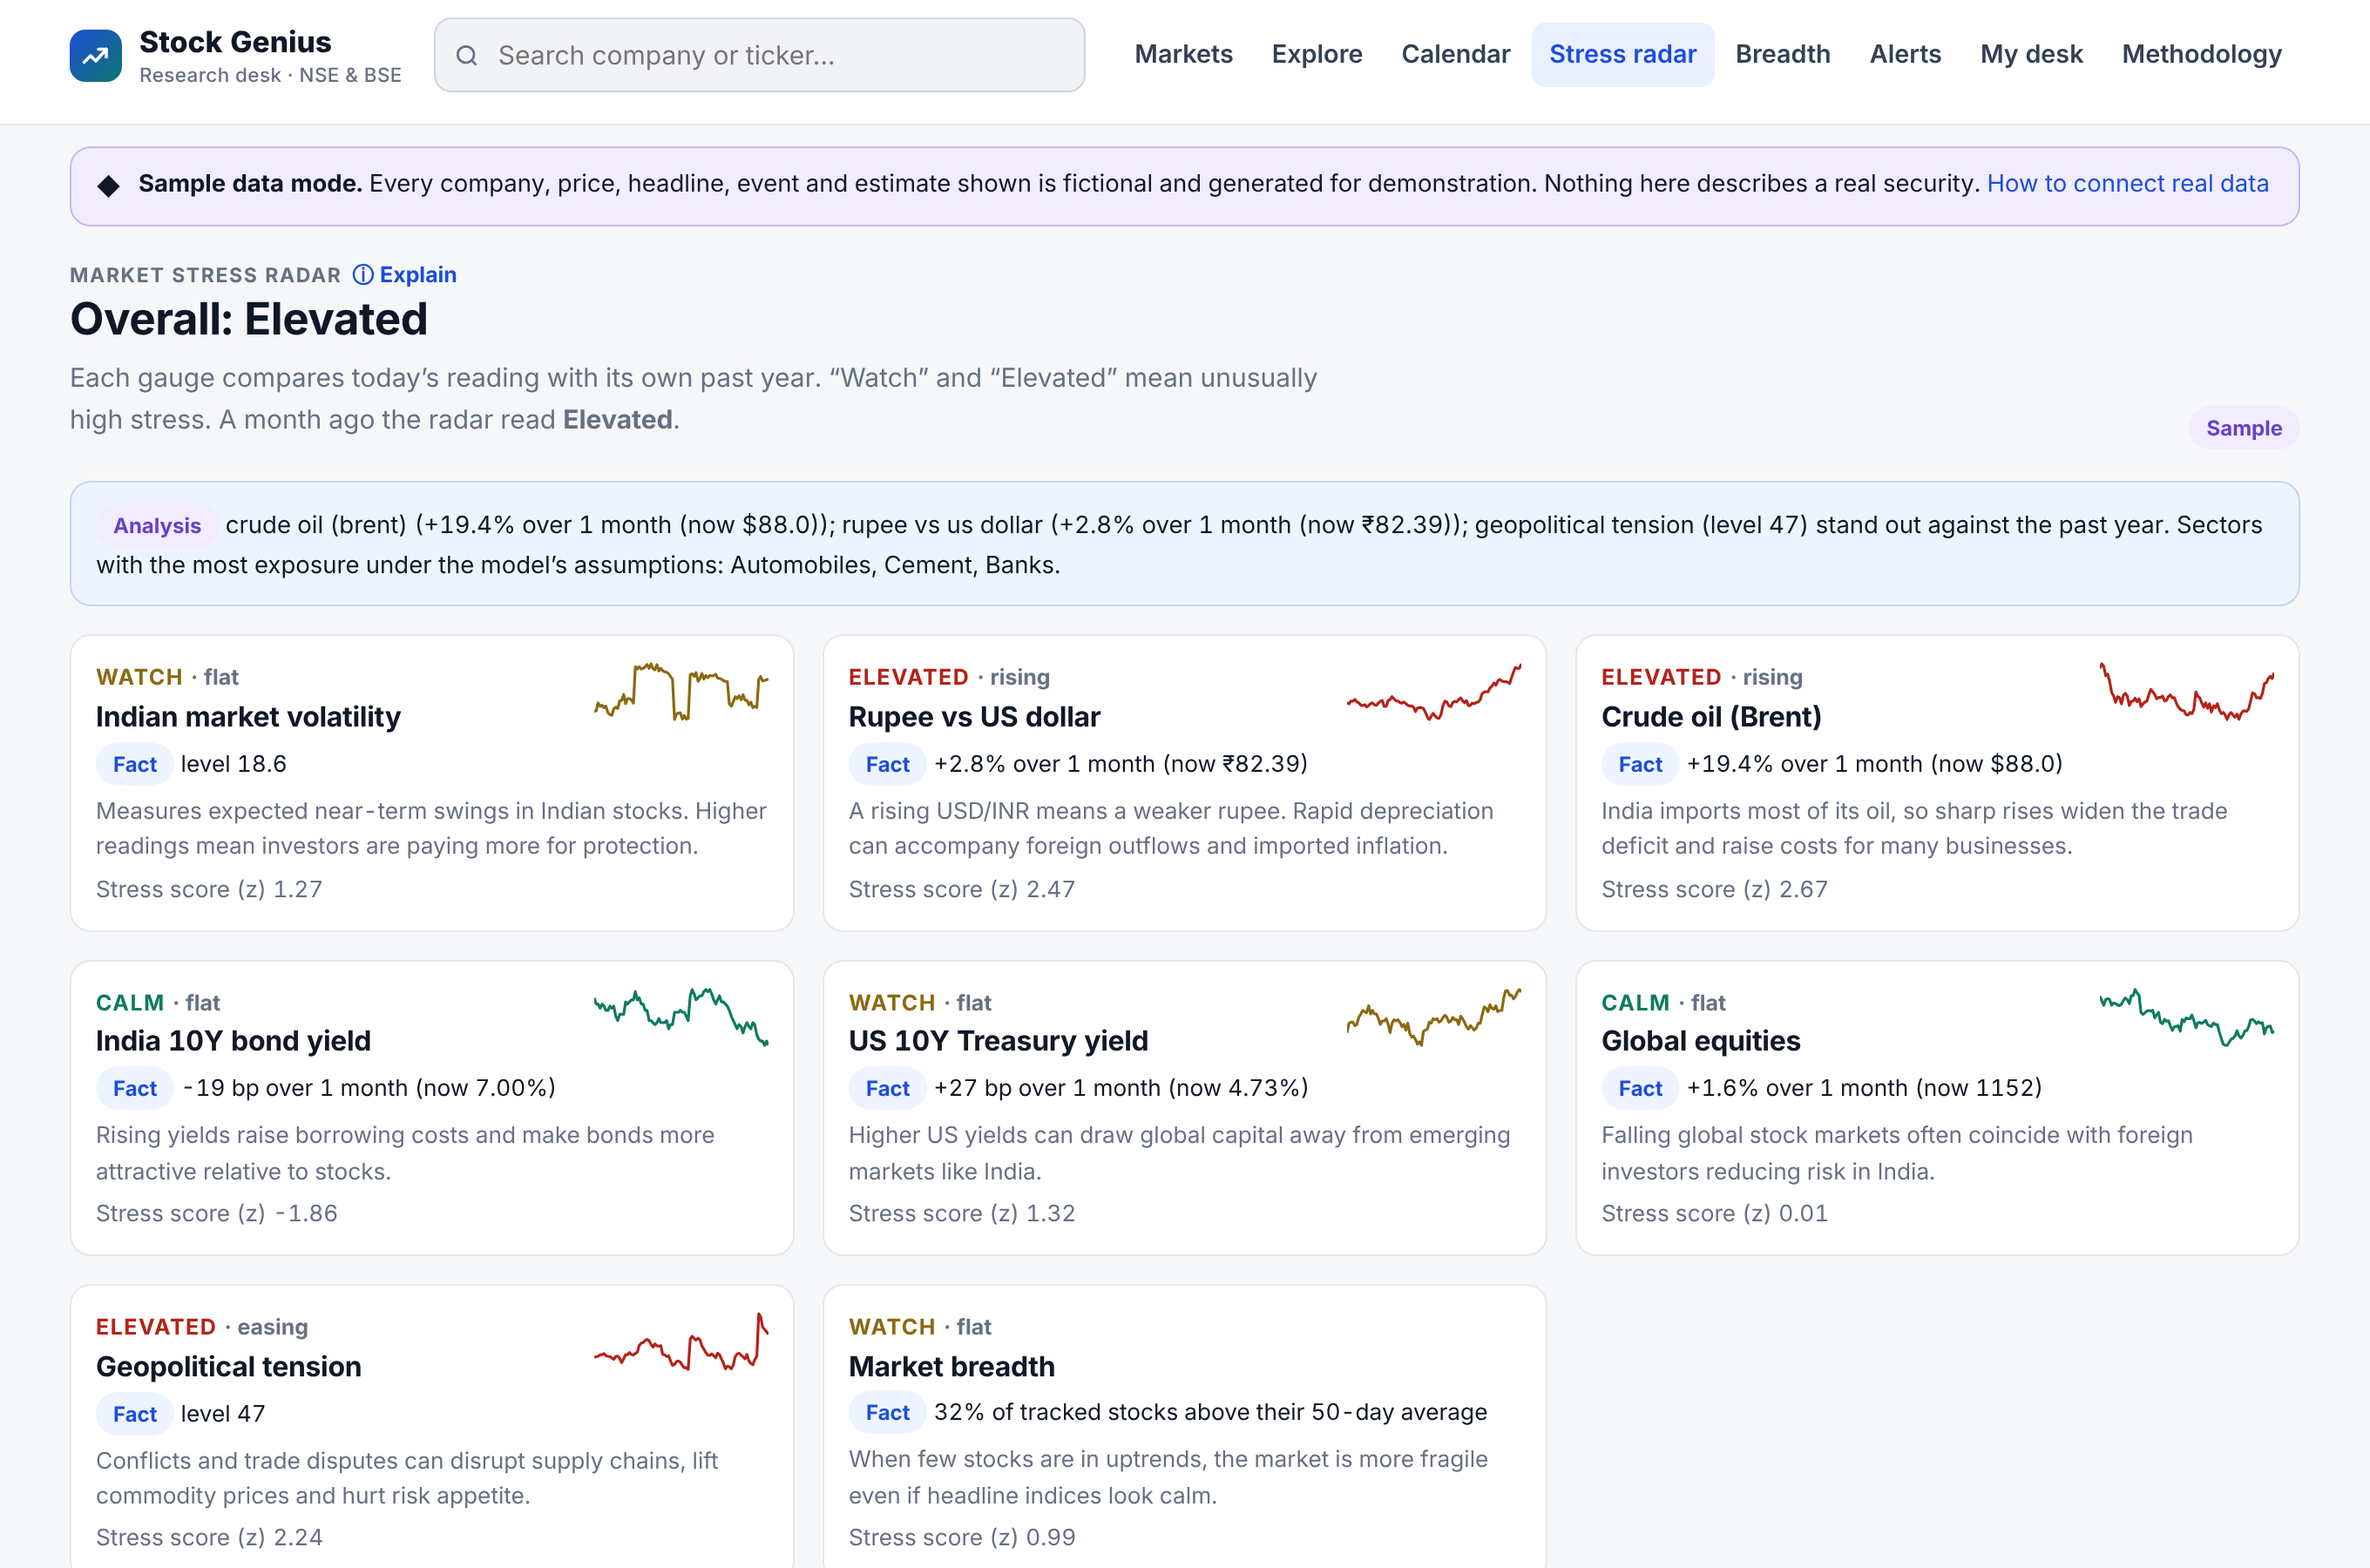 Stock Genius
Research desk · NSE & BSE
Search company or ticker...
Markets
Explore
Calendar
Stress radar
Breadth
Alerts
My desk
Methodology
◆ Sample data mode. Every company, price, headline, event and estimate shown is fictional and generated for demonstration. Nothing here describes a real security. How to connect real data
MARKET STRESS RADAR ⓘ Explain
Overall: Elevated
Each gauge compares today’s reading with its own past year. “Watch” and “Elevated” mean unusually
high stress. A month ago the radar read Elevated.
Sample
Analysis crude oil (brent) (+19.4% over 1 month (now $88.0)); rupee vs us dollar (+2.8% over 1 month (now ₹82.39)); geopolitical tension (level 47) stand out against the past year. Sectors
with the most exposure under the model’s assumptions: Automobiles, Cement, Banks.
WATCH · flat
Indian market volatility
Fact level 18.6
Measures expected near-term swings in Indian stocks. Higher
readings mean investors are paying more for protection.
Stress score (z) 1.27
ELEVATED · rising
Rupee vs US dollar
Fact +2.8% over 1 month (now ₹82.39)
A rising USD/INR means a weaker rupee. Rapid depreciation
can accompany foreign outflows and imported inflation.
Stress score (z) 2.47
ELEVATED · rising
Crude oil (Brent)
Fact +19.4% over 1 month (now $88.0)
India imports most of its oil, so sharp rises widen the trade
deficit and raise costs for many businesses.
Stress score (z) 2.67
CALM · flat
India 10Y bond yield
Fact -19 bp over 1 month (now 7.00%)
Rising yields raise borrowing costs and make bonds more
attractive relative to stocks.
Stress score (z) -1.86
WATCH · flat
US 10Y Treasury yield
Fact +27 bp over 1 month (now 4.73%)
Higher US yields can draw global capital away from emerging
markets like India.
Stress score (z) 1.32
CALM · flat
Global equities
Fact +1.6% over 1 month (now 1152)
Falling global stock markets often coincide with foreign
investors reducing risk in India.
Stress score (z) 0.01
ELEVATED · easing
Geopolitical tension
Fact level 47
Conflicts and trade disputes can disrupt supply chains, lift
commodity prices and hurt risk appetite.
Stress score (z) 2.24
WATCH · flat
Market breadth
Fact 32% of tracked stocks above their 50-day average
When few stocks are in uptrends, the market is more fragile
even if headline indices look calm.
Stress score (z) 0.99